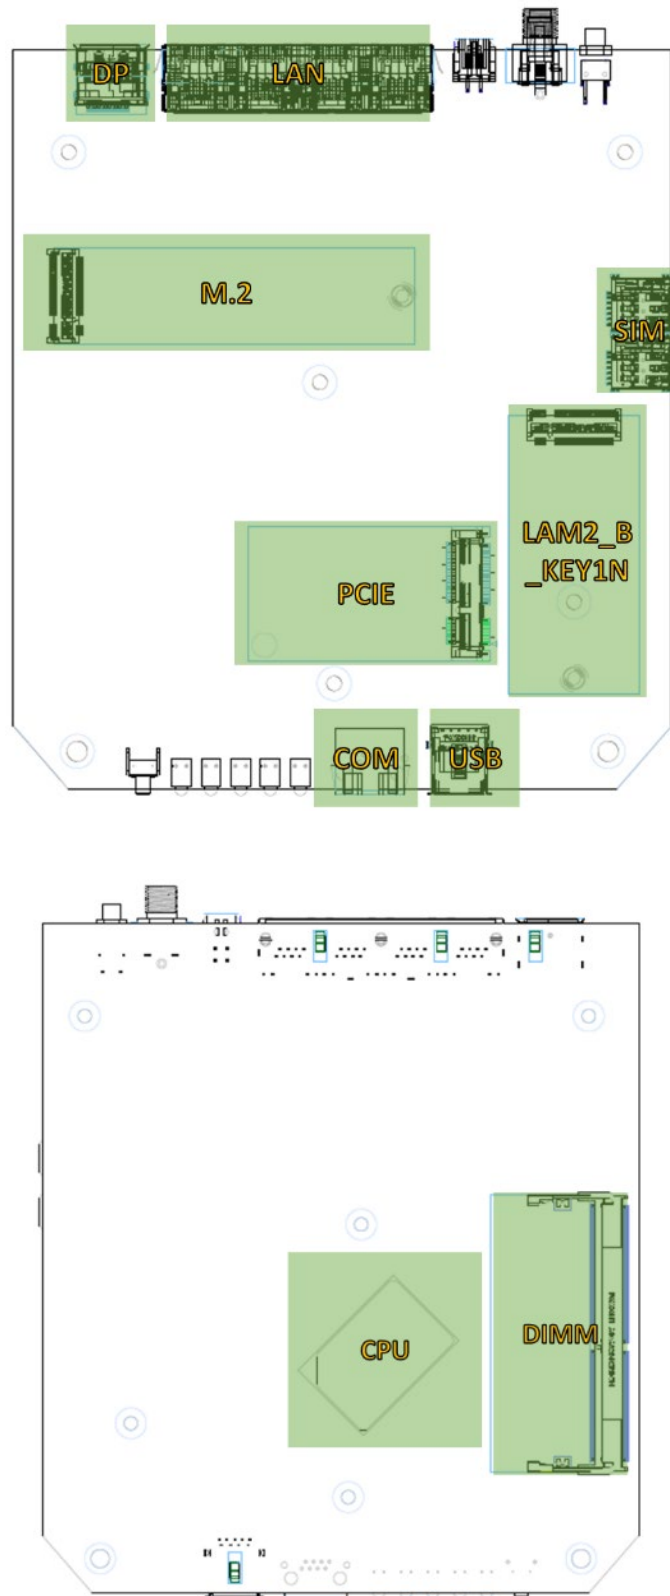 DP
LAN
M.2
SIM
LAM2_B
_KEY1N
PCIE
COM
USB
CPU
DIMM